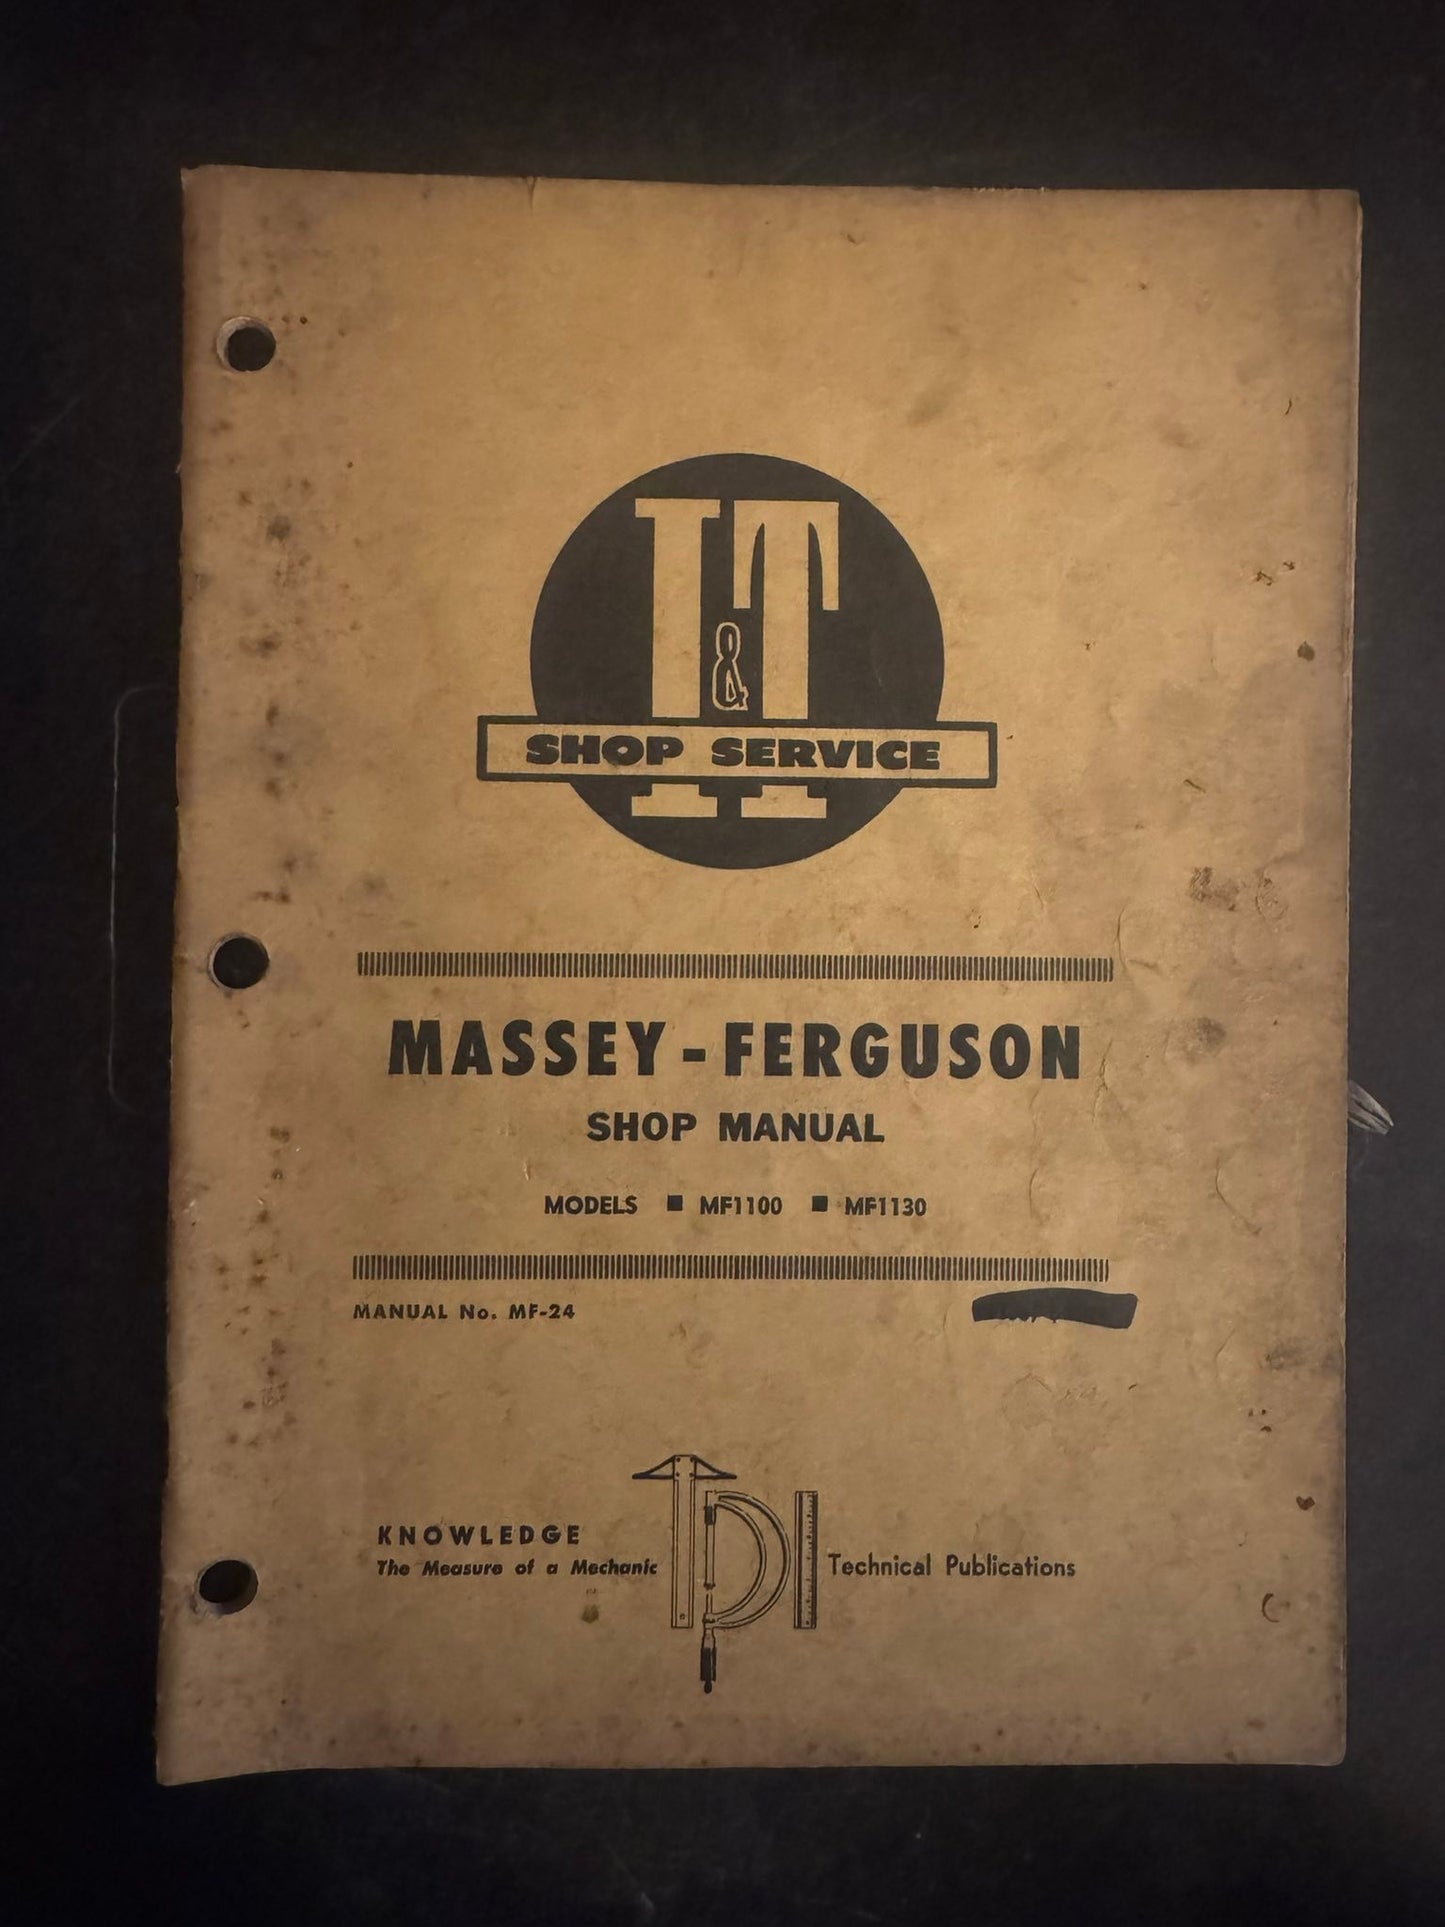 I&T
SHOP SERVICE
MASSEY-FERGUSON
SHOP MANUAL
MODELS ■ MF1100 ■ MF1130
MANUAL No. MF-24
KNOWLEDGE
The Measure of a Mechanic
TPI
Technical Publications